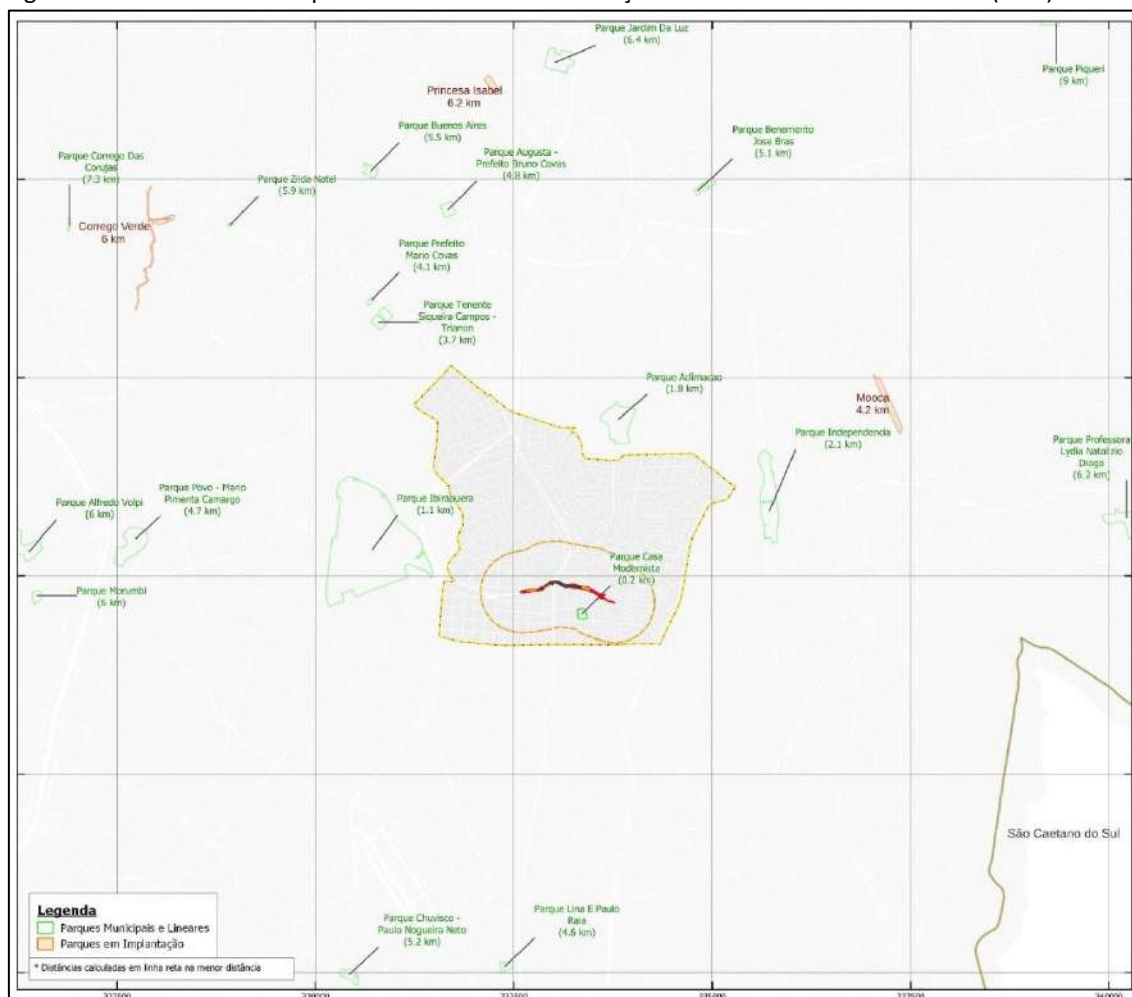 Parque Jardim Da Luz
(6.4 km)
Parque Piqueri
(9 km)
Princesa Isabel
6.2 km
Parque Buenos Aires
(5.5 km)
Parque Augusta -
Prefeito Bruno Covas
(4.8 km)
Parque Benemerito
Jose Bras
(5.1 km)
Parque Corrego Das
Corujas
(7.3 km)
Parque Zilda Natel
(5.9 km)
Corrego Verde
6 km
Parque Prefeito
Mario Covas
(4.1 km)
Parque Tenente
Siqueira Campos -
Trianon
(3.7 km)
Parque Aclimacao
(1.8 km)
Mooca
4.2 km
Parque Independencia
(2.1 km)
Parque Professora
Lydia Natalizio
Diogo
(6.2 km)
Parque Alfredo Volpi
(6 km)
Parque Povo - Mario
Pimenta Camargo
(4.7 km)
Parque Ibirapuera
(1.1 km)
Parque Casa
Modernista
(0.2 km)
Parque Morumbi
(6 km)
São Caetano do Sul
Parque Chuvisco -
Paulo Nogueira Neto
(5.2 km)
Parque Lina E Paulo
Raia
(4.6 km)
Legenda
Parques Municipais e Lineares
Parques em Implantação
* Distâncias calculadas em linha reta na menor distância